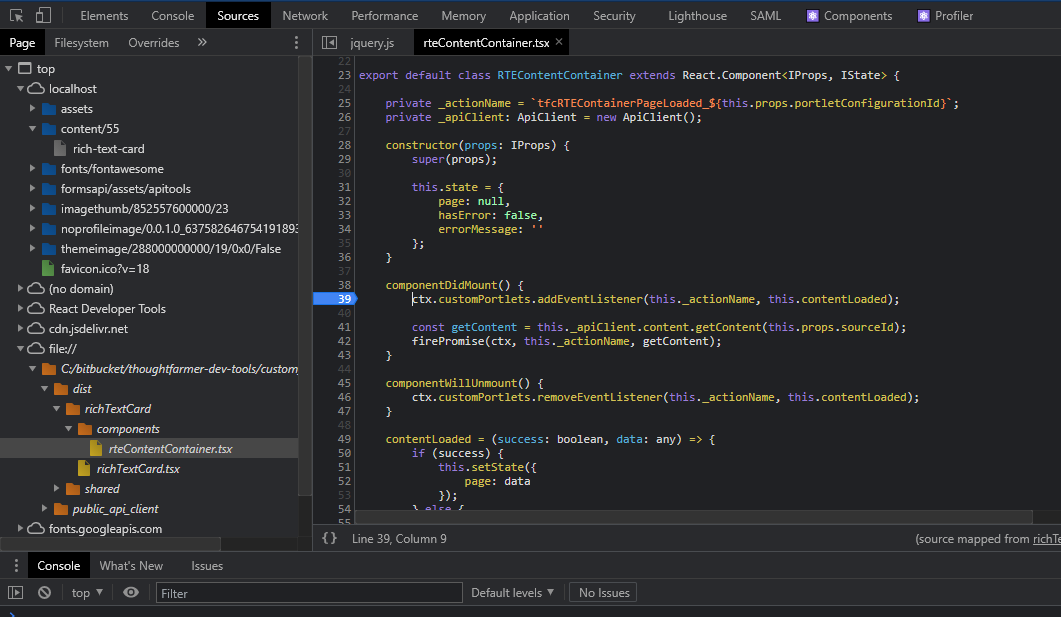 Elements Console Sources Network Performance Memory Application Security Lighthouse SAML Components Profiler
Page Filesystem Overrides »
jquery.js rteContentContainer.tsx ×
top
localhost
assets
content/55
rich-text-card
fonts/fontawesome
formsapi/assets/apitools
imagethumb/852557600000/23
noprofileimage/0.0.1.0_637582646754191893
themeimage/288000000000/19/0x0/False
favicon.ico?v=18
(no domain)
React Developer Tools
cdn.jsdelivr.net
file://
C:/bitbucket/thoughtfarmer-dev-tools/custom
dist
richTextCard
components
rteContentContainer.tsx
richTextCard.tsx
shared
public_api_client
fonts.googleapis.com
22
23 export default class RTEContentContainer extends React.Component<IProps, IState> {
24
25 private _actionName = `tfcRTEContainerPageLoaded_${this.props.portletConfigurationId}`;
26 private _apiClient: ApiClient = new ApiClient();
27
28 constructor(props: IProps) {
29 super(props);
30
31 this.state = {
32 page: null,
33 hasError: false,
34 errorMessage: ''
35 };
36 }
37
38 componentDidMount() {
39 ctx.customPortlets.addEventListener(this._actionName, this.contentLoaded);
40
41 const getContent = this._apiClient.content.getContent(this.props.sourceId);
42 firePromise(ctx, this._actionName, getContent);
43 }
44
45 componentWillUnmount() {
46 ctx.customPortlets.removeEventListener(this._actionName, this.contentLoaded);
47 }
48
49 contentLoaded = (success: boolean, data: any) => {
50 if (success) {
51 this.setState({
52 page: data
53 });
54 } else {
55
{} Line 39, Column 9 (source mapped from richTe
Console What's New Issues
top ▼ Filter Default levels ▼ No Issues